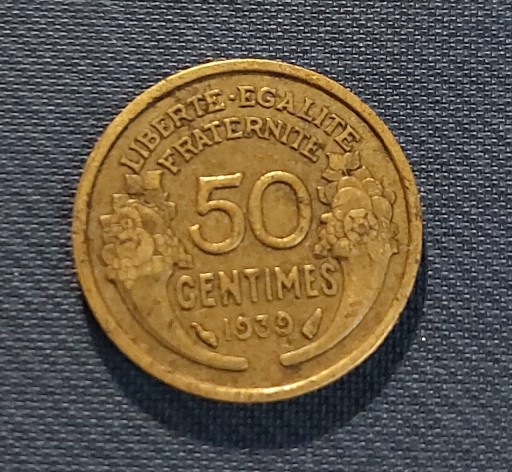 LIBERTE·EGALITE
FRATERNITE
50
CENTIMES
1939